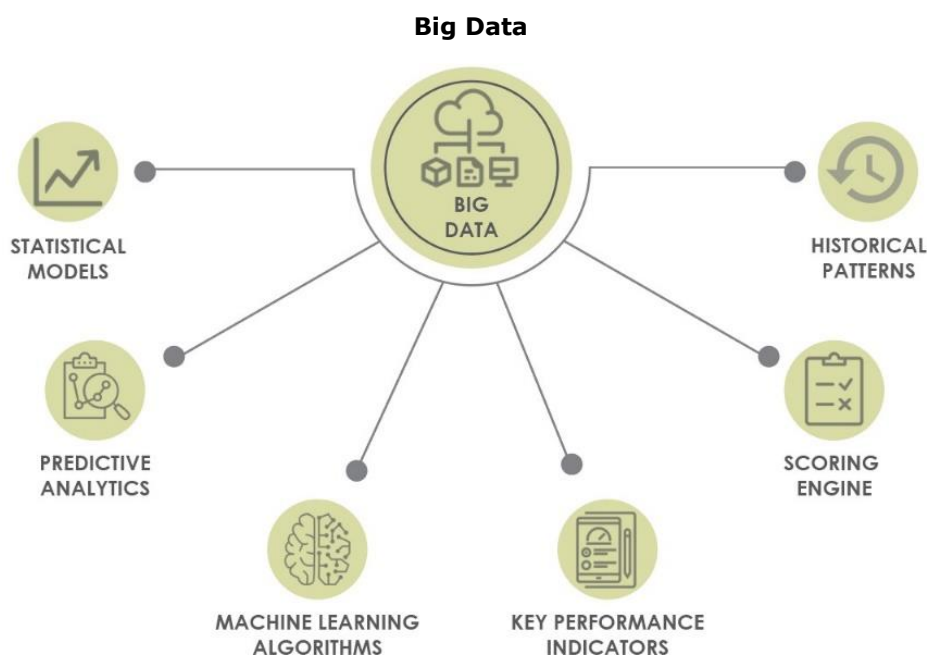 Big Data
BIG
DATA
STATISTICAL
MODELS
HISTORICAL
PATTERNS
PREDICTIVE
ANALYTICS
SCORING
ENGINE
MACHINE LEARNING
ALGORITHMS
KEY PERFORMANCE
INDICATORS